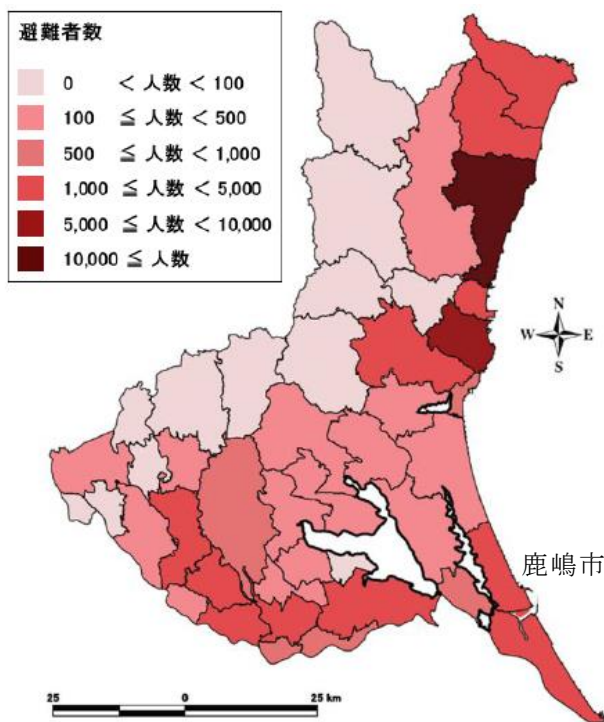 避難者数
0 < 人数 < 100
100 ≦ 人数 < 500
500 ≦ 人数 < 1,000
1,000 ≦ 人数 < 5,000
5,000 ≦ 人数 < 10,000
10,000 ≦ 人数
N
W E
S
鹿嶋市
25 0 25 km